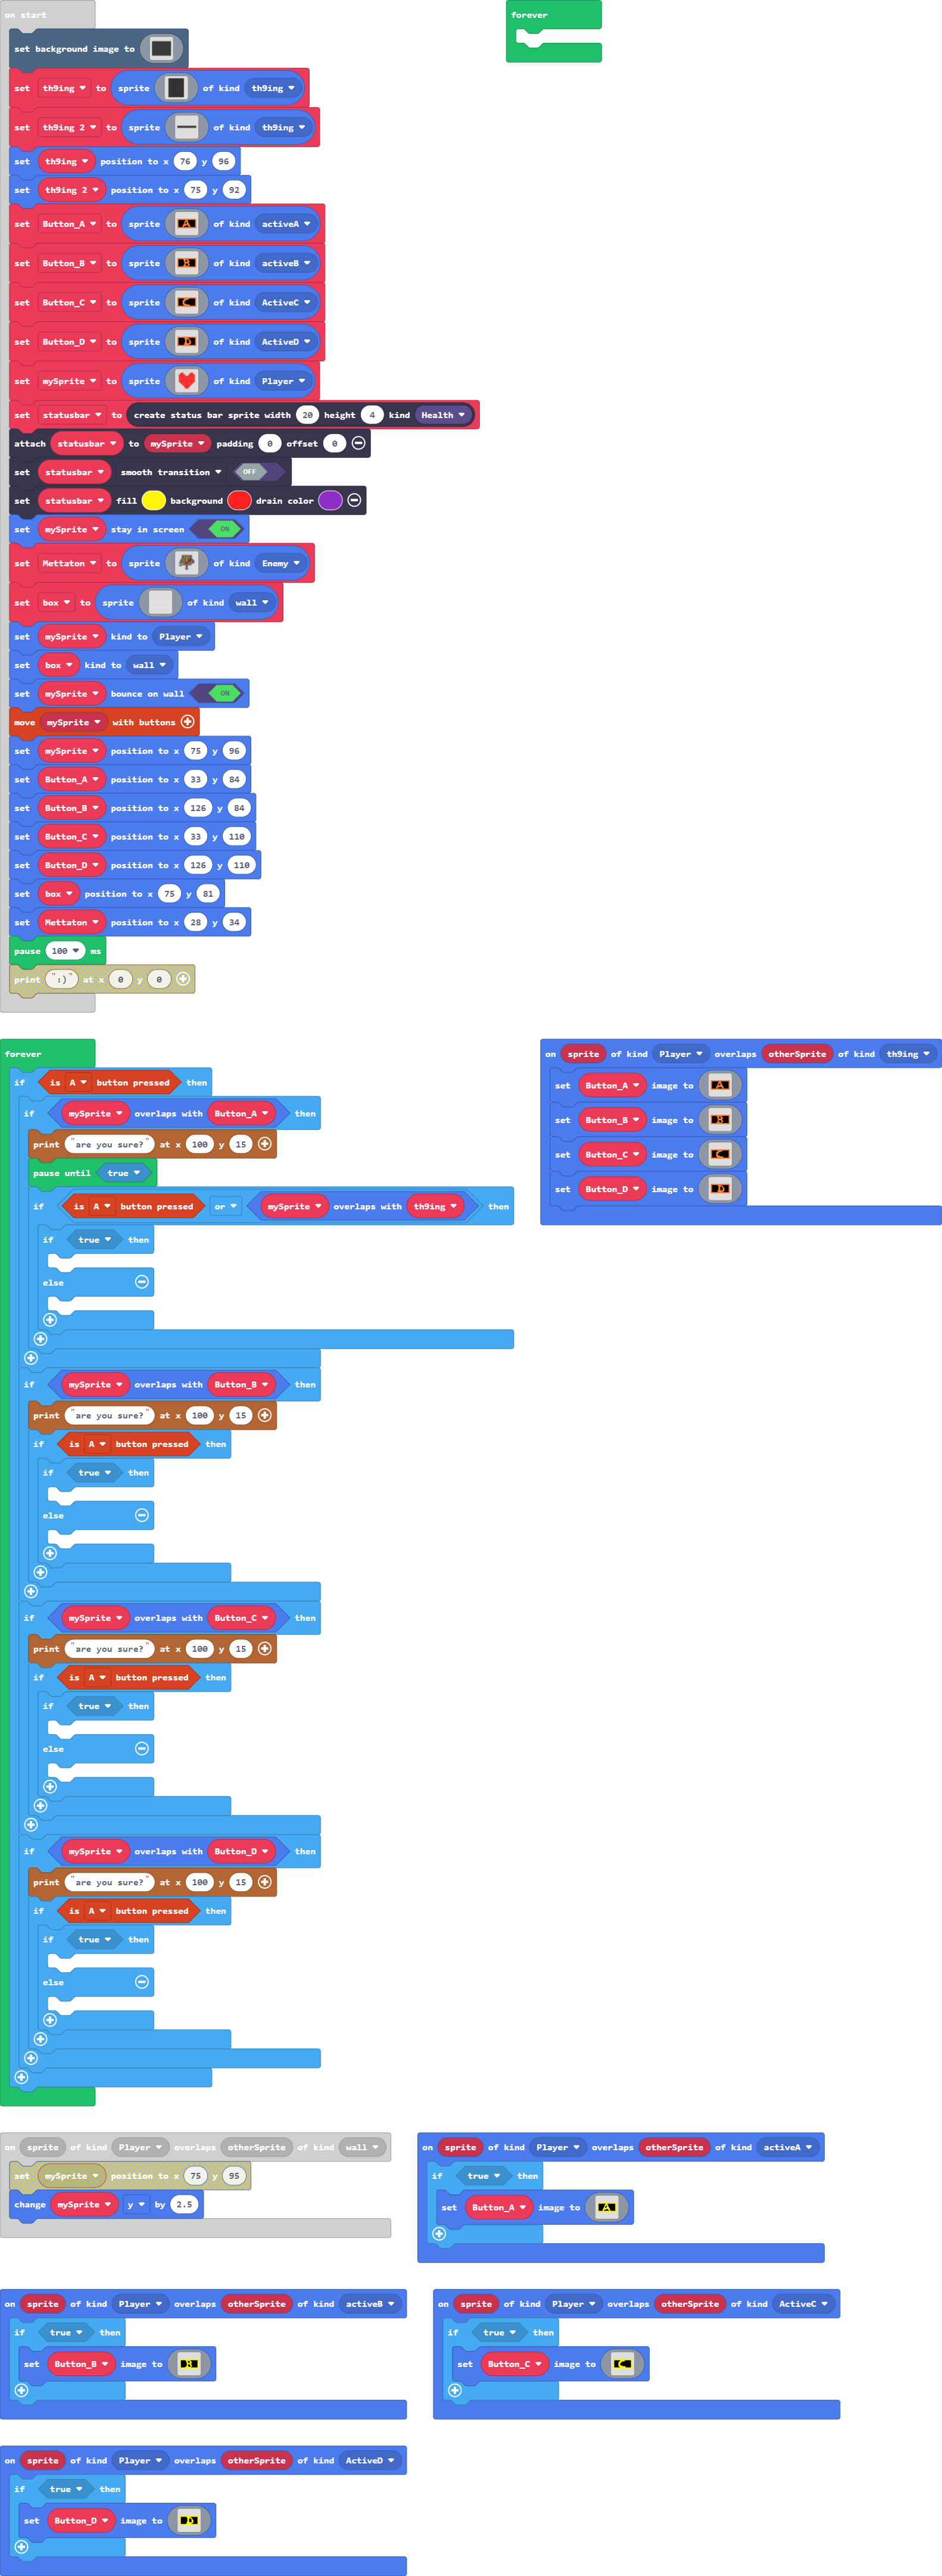 on start
set background image to
set th9ing to sprite of kind th9ing
set th9ing 2 to sprite of kind th9ing
set th9ing position to x 76 y 96
set th9ing 2 position to x 75 y 92
set Button_A to sprite A of kind activeA
set Button_B to sprite B of kind activeB
set Button_C to sprite C of kind ActiveC
set Button_D to sprite D of kind ActiveD
set mySprite to sprite of kind Player
set statusbar to create status bar sprite width 20 height 4 kind Health
attach statusbar to mySprite padding 0 offset 0
set statusbar smooth transition OFF
set statusbar fill background drain color
set mySprite stay in screen ON
set Mettaton to sprite of kind Enemy
set box to sprite of kind wall
set mySprite kind to Player
set box kind to wall
set mySprite bounce on wall ON
move mySprite with buttons
set mySprite position to x 75 y 96
set Button_A position to x 33 y 84
set Button_B position to x 126 y 84
set Button_C position to x 33 y 110
set Button_D position to x 126 y 110
set box position to x 75 y 81
set Mettaton position to x 28 y 34
pause 100 ms
print ":)" at x 0 y 0
forever
forever
if is A button pressed then
if mySprite overlaps with Button_A then
print "are you sure?" at x 100 y 15
pause until true
if is A button pressed or mySprite overlaps with th9ing then
if true then
else
if mySprite overlaps with Button_B then
print "are you sure?" at x 100 y 15
if is A button pressed then
if true then
else
if mySprite overlaps with Button_C then
print "are you sure?" at x 100 y 15
if is A button pressed then
if true then
else
if mySprite overlaps with Button_D then
print "are you sure?" at x 100 y 15
if is A button pressed then
if true then
else
on sprite of kind Player overlaps otherSprite of kind th9ing
set Button_A image to A
set Button_B image to B
set Button_C image to C
set Button_D image to D
on sprite of kind Player overlaps otherSprite of kind wall
set mySprite position to x 75 y 95
change mySprite y by 2.5
on sprite of kind Player overlaps otherSprite of kind activeA
if true then
set Button_A image to A
on sprite of kind Player overlaps otherSprite of kind activeB
if true then
set Button_B image to B
on sprite of kind Player overlaps otherSprite of kind ActiveC
if true then
set Button_C image to C
on sprite of kind Player overlaps otherSprite of kind ActiveD
if true then
set Button_D image to D